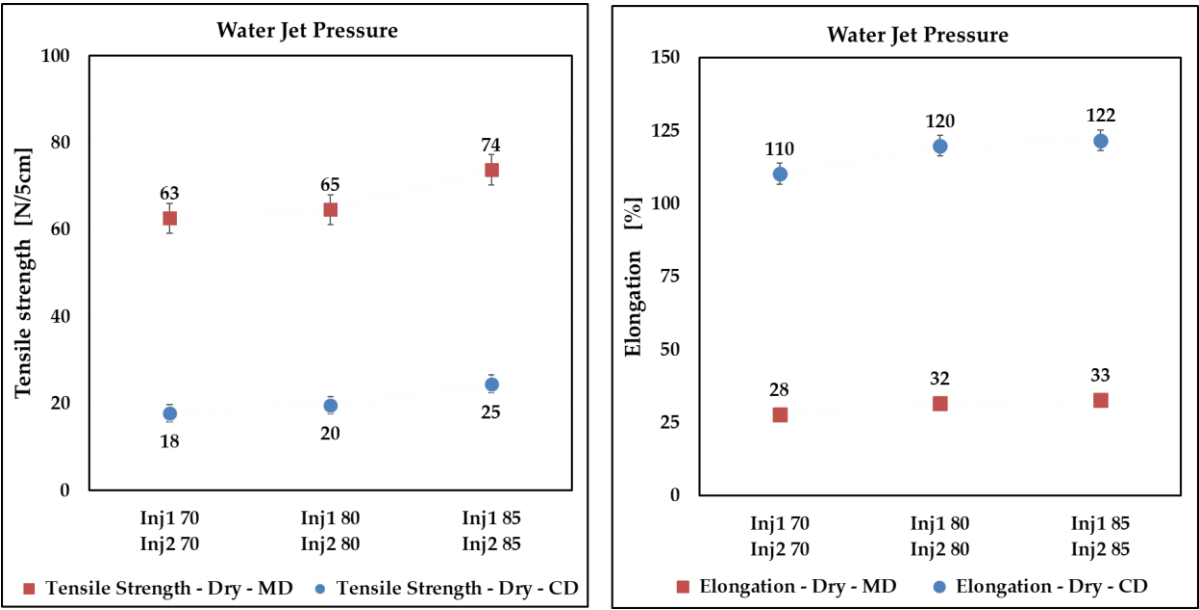 Water Jet Pressure
Tensile strength [N/5cm]
100
80
60
40
20
0
63
65
74
18
20
25
Inj1 70
Inj2 70
Inj1 80
Inj2 80
Inj1 85
Inj2 85
Tensile Strength - Dry - MD
Tensile Strength - Dry - CD
Water Jet Pressure
Elongation [%]
150
125
100
75
50
25
0
110
120
122
28
32
33
Inj1 70
Inj2 70
Inj1 80
Inj2 80
Inj1 85
Inj2 85
Elongation - Dry - MD
Elongation - Dry - CD